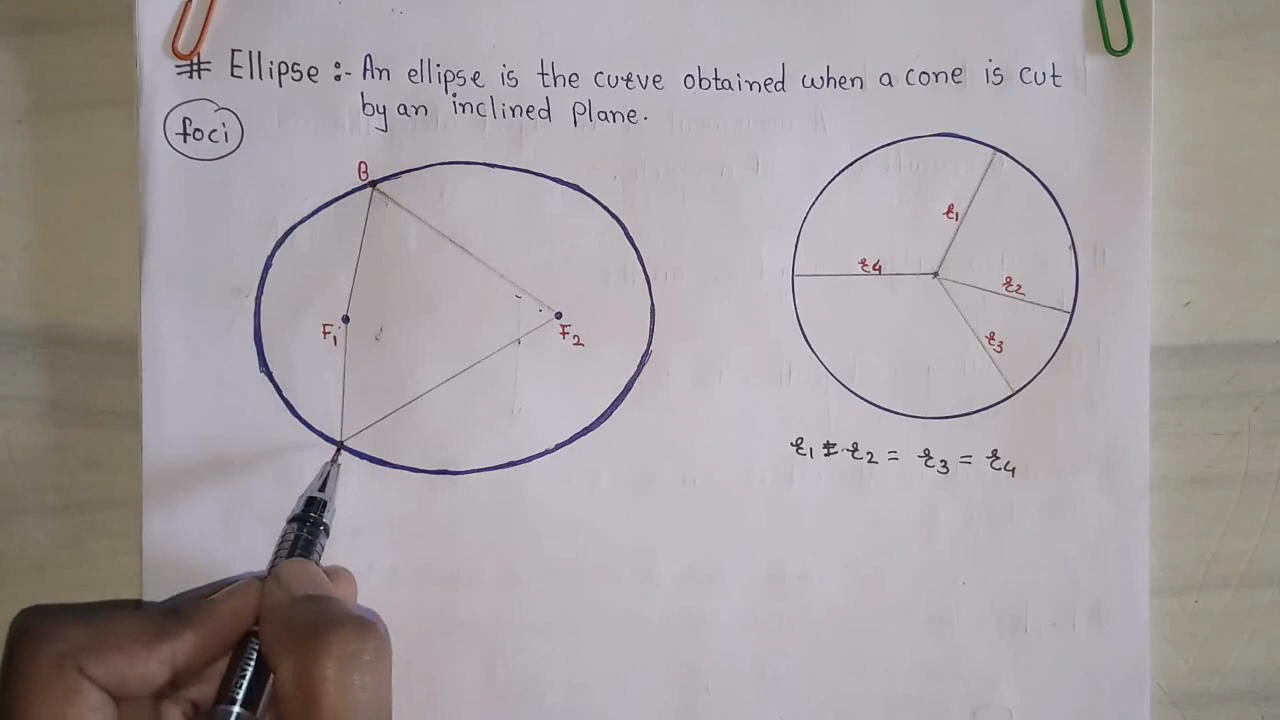 # Ellipse :- An ellipse is the curve obtained when a cone is cut
by an inclined plane.
foci
B
F1
F2
r1
r4
r2
r3
r1 = r2 = r3 = r4